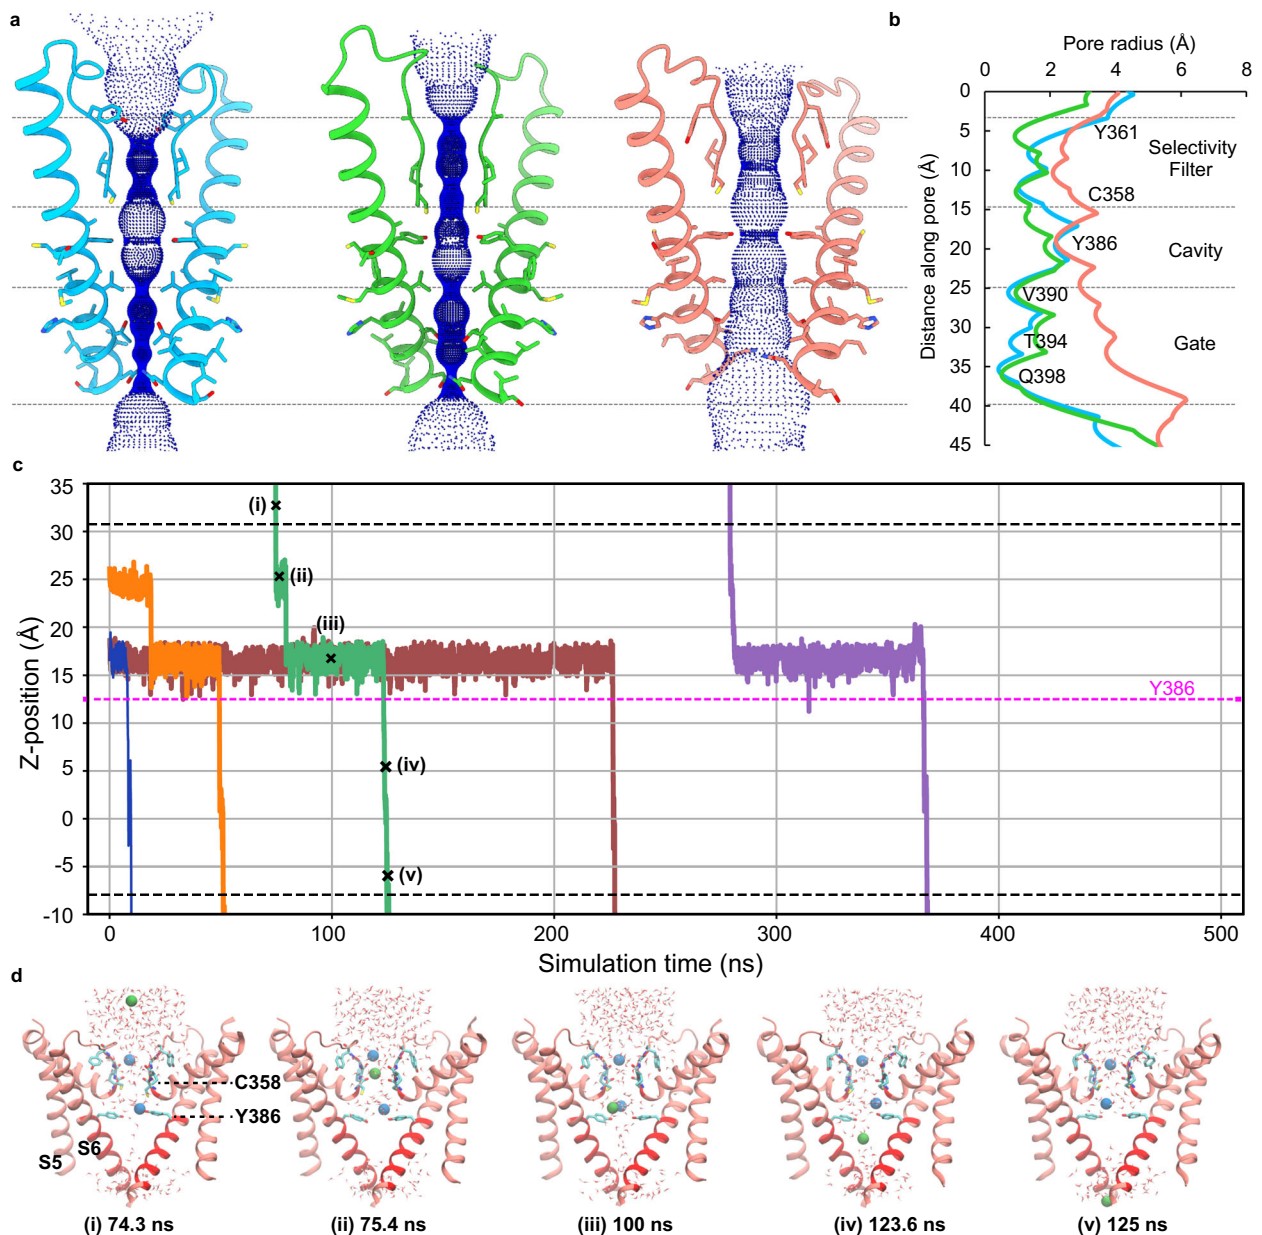 a
b
Pore radius (Å)
0 2 4 6 8
Distance along pore (Å)
0
5
10
15
20
25
30
35
40
45
Y361
Selectivity
Filter
C358
Y386
Cavity
V390
T394
Gate
Q398
c
Z-position (Å)
35
30
25
20
15
10
5
0
-5
-10
(i)
(ii)
(iii)
(iv)
(v)
Y386
0 100 200 300 400 500
Simulation time (ns)
d
C358
Y386
S6
S5
(i) 74.3 ns
(ii) 75.4 ns
(iii) 100 ns
(iv) 123.6 ns
(v) 125 ns